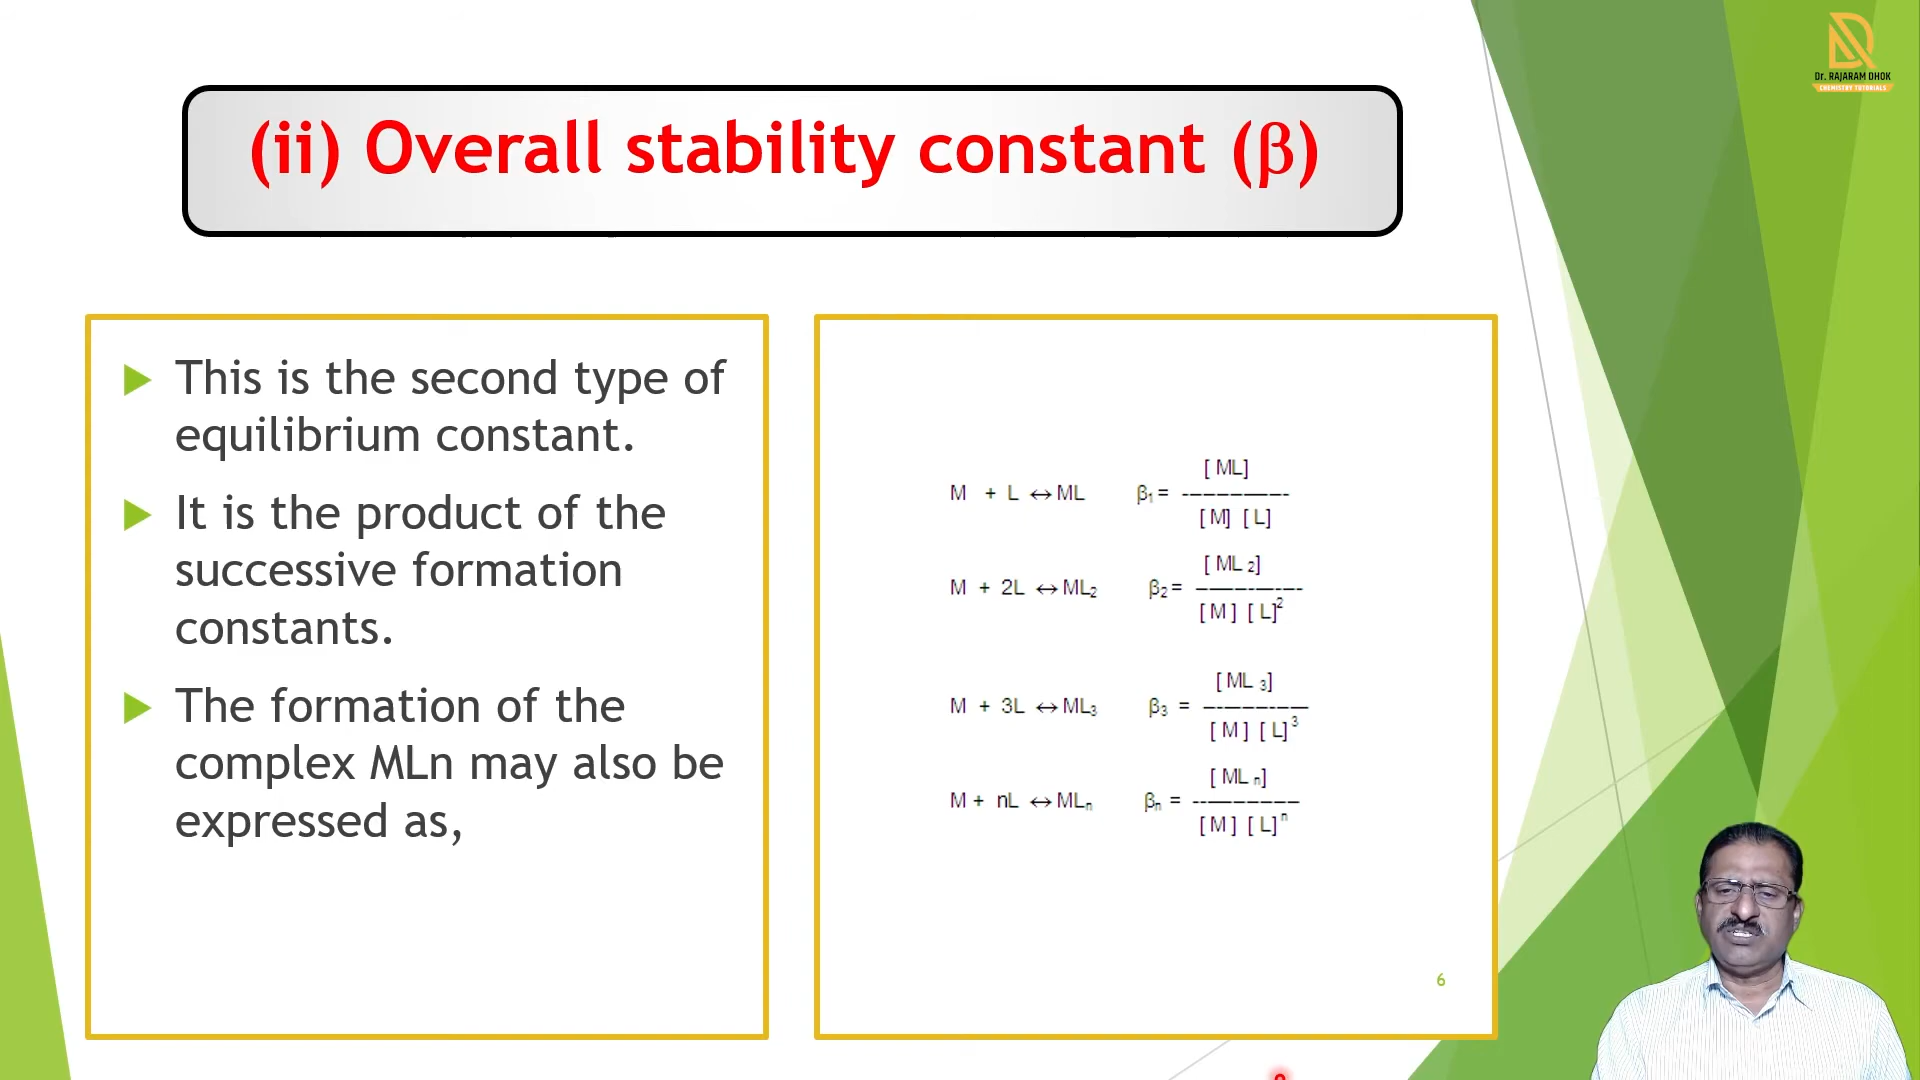 Dr. RAJARAM DHOK
CHEMISTRY TUTORIALS
(ii) Overall stability constant (β)
This is the second type of
equilibrium constant.
It is the product of the
successive formation
constants.
The formation of the
complex MLn may also be
expressed as,
M + L ↔ ML β₁ = [ ML] / [ M] [ L]
M + 2L ↔ ML₂ β₂ = [ ML ₂] / [ M ] [ L]²
M + 3L ↔ ML₃ β₃ = [ ML ₃] / [ M ] [ L]³
M + nL ↔ MLₙ βₙ = [ ML ₙ] / [ M ] [ L]ⁿ
6